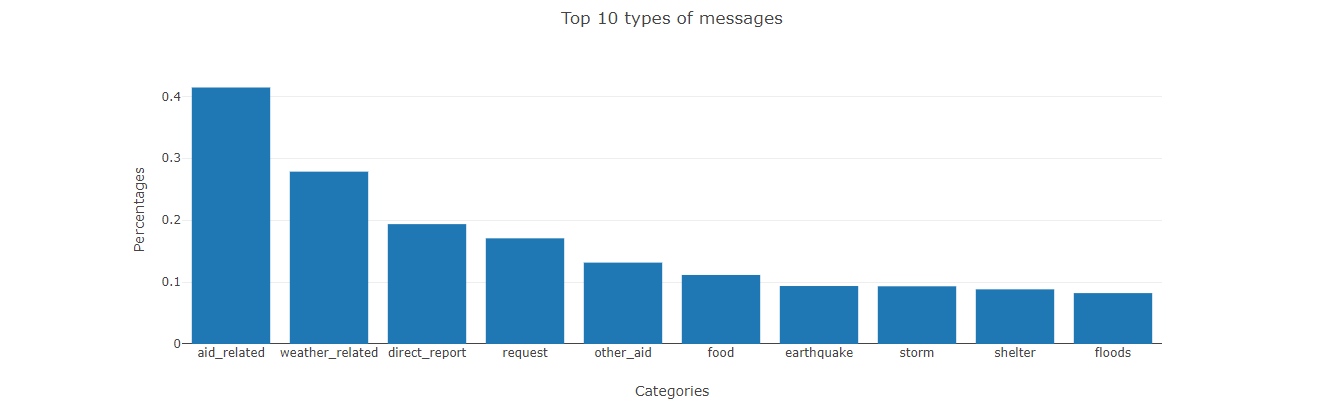 Top 10 types of messages
Percentages
0.4
0.3
0.2
0.1
0
aid_related weather_related direct_report request other_aid food earthquake storm shelter floods
Categories